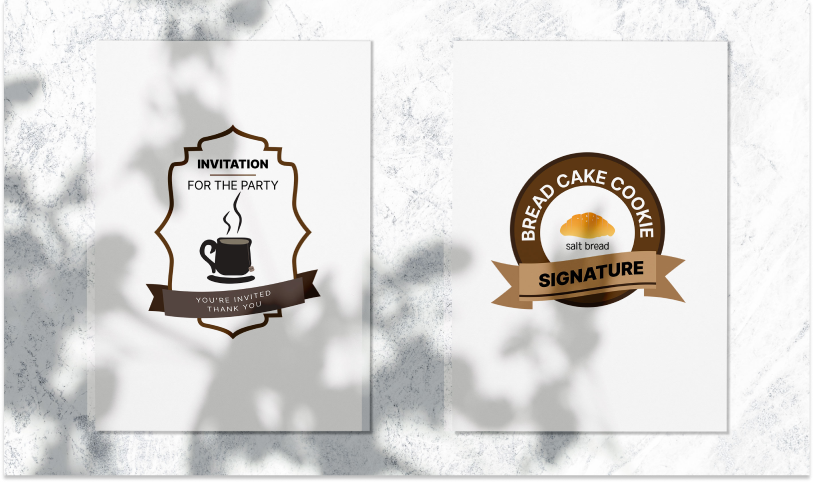 INVITATION
FOR THE PARTY
YOU'RE INVITED
THANK YOU
BREAD CAKE COOKIE
salt bread
SIGNATURE